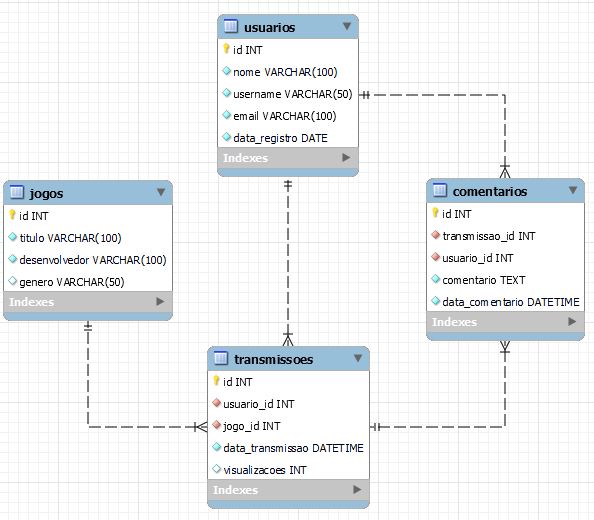 usuarios
id INT
nome VARCHAR(100)
username VARCHAR(50)
email VARCHAR(100)
data_registro DATE
Indexes
jogos
id INT
titulo VARCHAR(100)
desenvolvedor VARCHAR(100)
genero VARCHAR(50)
Indexes
comentarios
id INT
transmissao_id INT
usuario_id INT
comentario TEXT
data_comentario DATETIME
Indexes
transmissoes
id INT
usuario_id INT
jogo_id INT
data_transmissao DATETIME
visualizacoes INT
Indexes